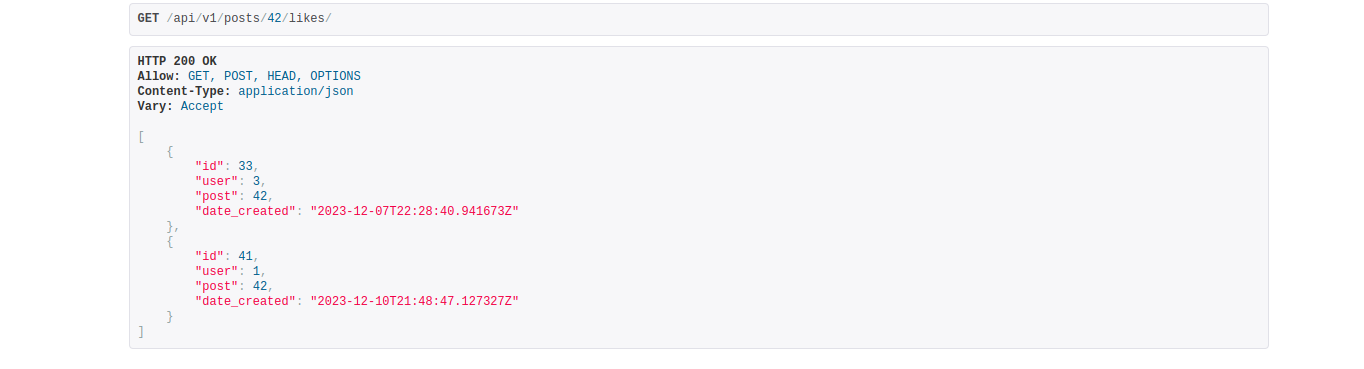 GET /api/v1/posts/42/likes/
HTTP 200 OK
Allow: GET, POST, HEAD, OPTIONS
Content-Type: application/json
Vary: Accept
[
    {
        "id": 33,
        "user": 3,
        "post": 42,
        "date_created": "2023-12-07T22:28:40.941673Z"
    },
    {
        "id": 41,
        "user": 1,
        "post": 42,
        "date_created": "2023-12-10T21:48:47.127327Z"
    }
]